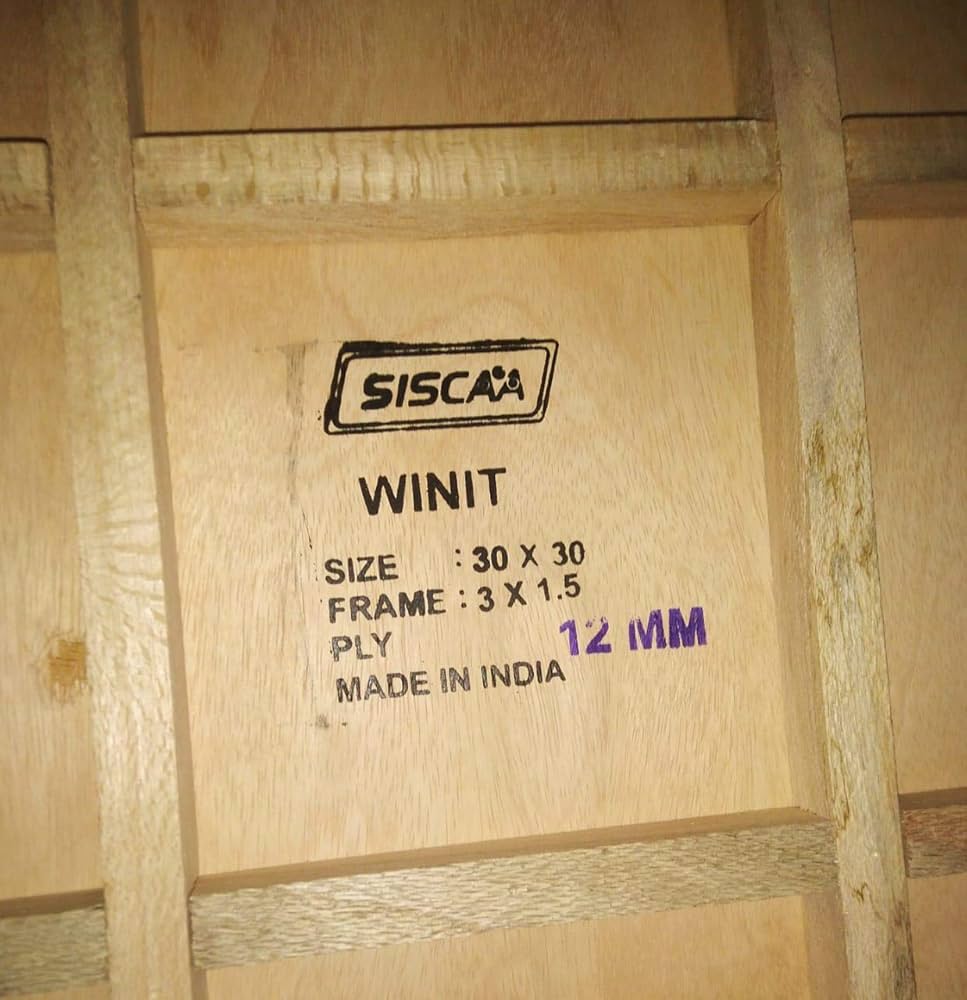 SISCAA
WINIT
SIZE : 30 X 30
FRAME : 3 X 1.5
PLY 12 MM
MADE IN INDIA